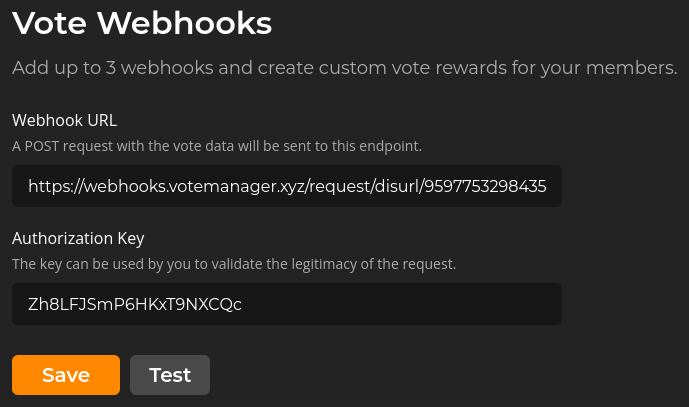 Vote Webhooks
Add up to 3 webhooks and create custom vote rewards for your members.
Webhook URL
A POST request with the vote data will be sent to this endpoint.
https://webhooks.votemanager.xyz/request/disurl/9597753298435
Authorization Key
The key can be used by you to validate the legitimacy of the request.
Zh8LFJSmP6HKxT9NXCQc
Save Test